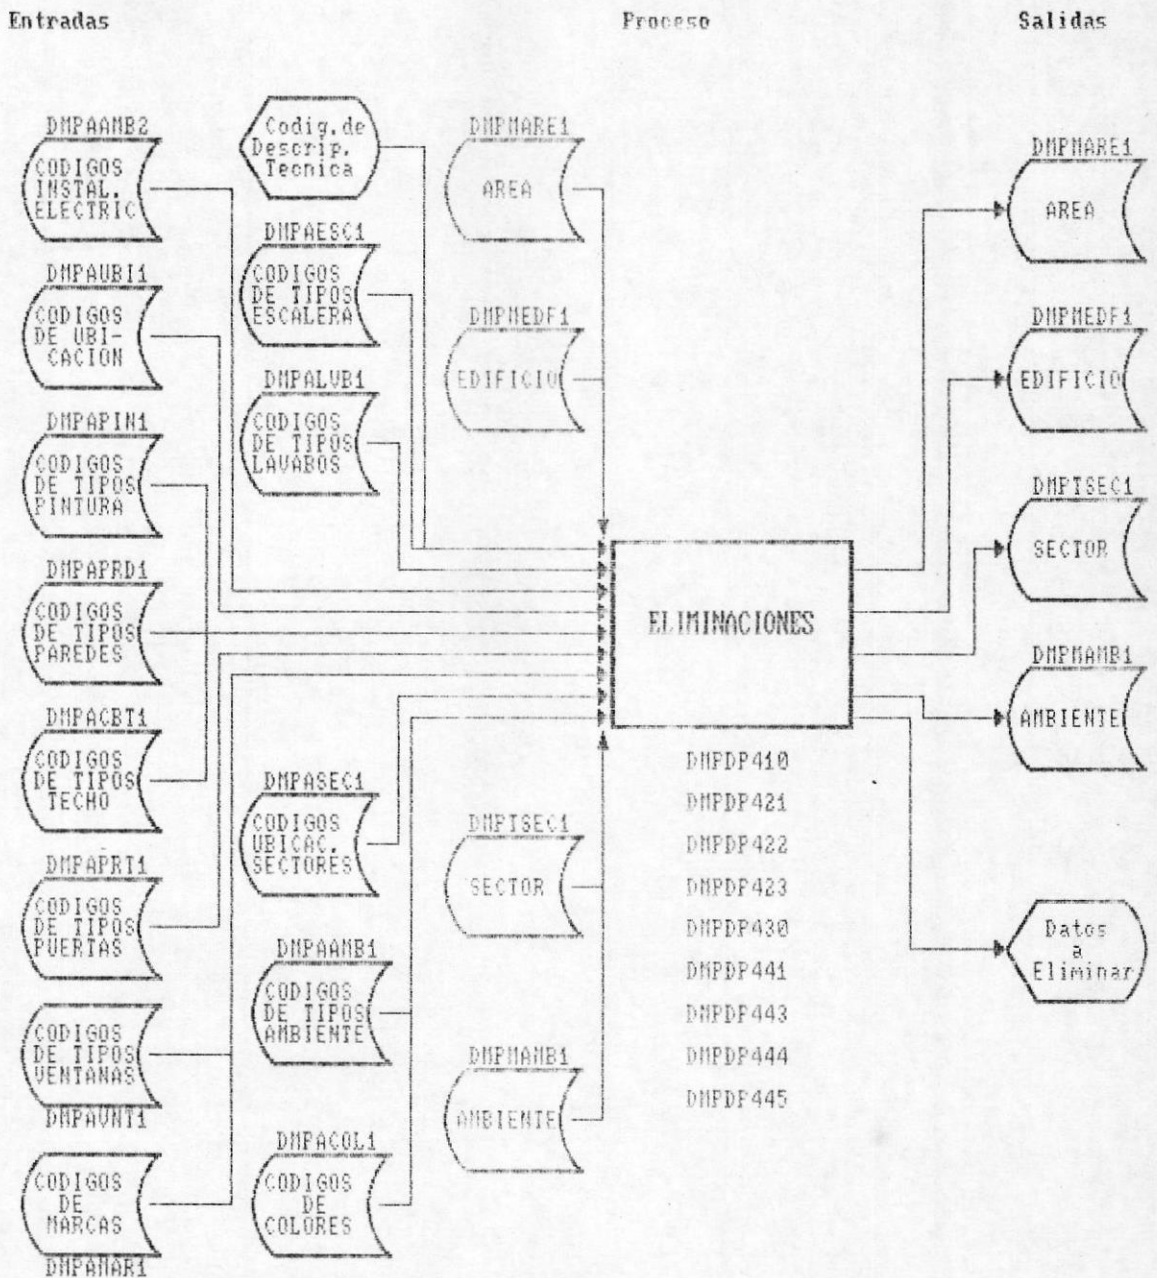 Entradas
Proceso
Salidas
DMPAAMB2
CODIGOS
INSTAL.
ELECTRIC
DMPAUBI1
CODIGOS
DE UBI-
CACION
DMPAPIN1
CODIGOS
DE TIPOS
PINTURA
DMPAPRD1
CODIGOS
DE TIPOS
PAREDES
DMPACBT1
CODIGOS
DE TIPOS
TECHO
DMPAPRT1
CODIGOS
DE TIPOS
PUERTAS
CODIGOS
DE TIPOS
VENTANAS
DMPAVNT1
CODIGOS
DE
MARCAS
DMPAMAR1
Codig.de
Descrip.
Tecnica
DMPAESC1
CODIGOS
DE TIPOS
ESCALERA
DMPALVB1
CODIGOS
DE TIPOS
LAVABOS
DMPASEC1
CODIGOS
UBICAC.
SECTORES
DMPAAMB1
CODIGOS
DE TIPOS
AMBIENTE
DMPACOL1
CODIGOS
DE
COLORES
DMPMARE1
AREA
DMPMEDF1
EDIFICIO
DMPTSEC1
SECTOR
DMPMAMB1
AMBIENTE
ELIMINACIONES
DMPDP410
DMPDP421
DMPDP422
DMPDP423
DMPDP430
DMPDP441
DMPDP443
DMPDP444
DMPDP445
DMPMARE1
AREA
DMPMEDF1
EDIFICIO
DMPTSEC1
SECTOR
DMPMAMB1
AMBIENTE
Datos
a
Eliminar